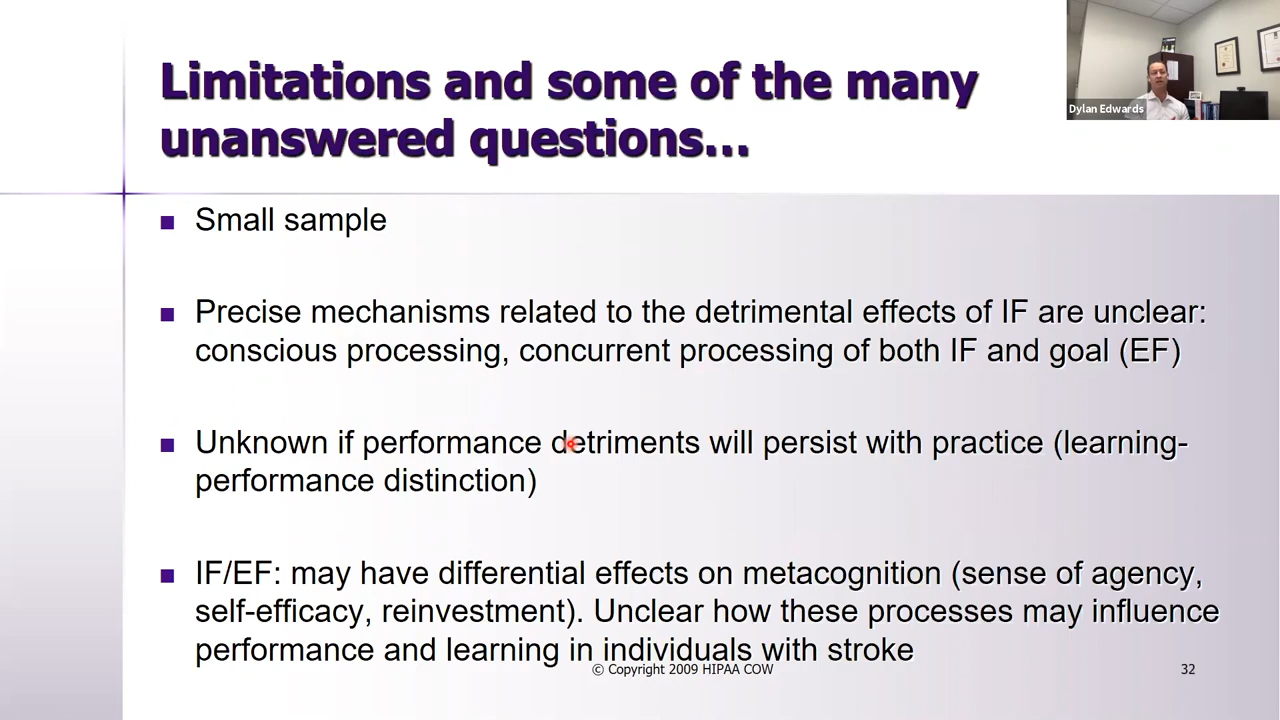 Limitations and some of the many
unanswered questions...
Dylan Edwards
■ Small sample
■ Precise mechanisms related to the detrimental effects of IF are unclear:
conscious processing, concurrent processing of both IF and goal (EF)
■ Unknown if performance detriments will persist with practice (learning-
performance distinction)
■ IF/EF: may have differential effects on metacognition (sense of agency,
self-efficacy, reinvestment). Unclear how these processes may influence
performance and learning in individuals with stroke
© Copyright 2009 HIPAA COW
32